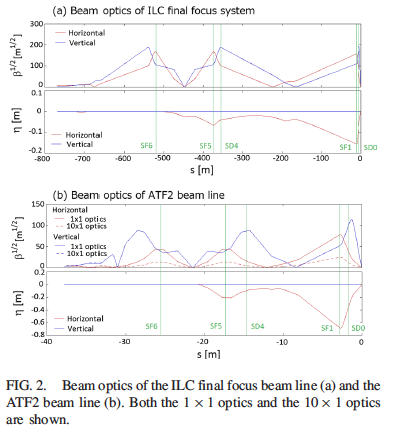 (a) Beam optics of ILC final focus system
300
200
100
0
β1/2 [m1/2]
Horizontal
Vertical
0.1
0
-0.1
-0.2
η [m]
Horizontal
Vertical
SF6 SF5 SD4 SF1 SD0
-800 -700 -600 -500 -400 -300 -200 -100 0
s [m]
(b) Beam optics of ATF2 beam line
150
100
50
0
β1/2 [m1/2]
Horizontal
1x1 optics
10x1 optics
Vertical
1x1 optics
10x1 optics
0.2
0
-0.2
-0.4
-0.6
-0.8
η [m]
Horizontal
Vertical
SF6 SF5 SD4 SF1 SD0
-40 -30 -20 -10 0
s [m]
FIG. 2. Beam optics of the ILC final focus beam line (a) and the
ATF2 beam line (b). Both the 1 × 1 optics and the 10 × 1 optics
are shown.